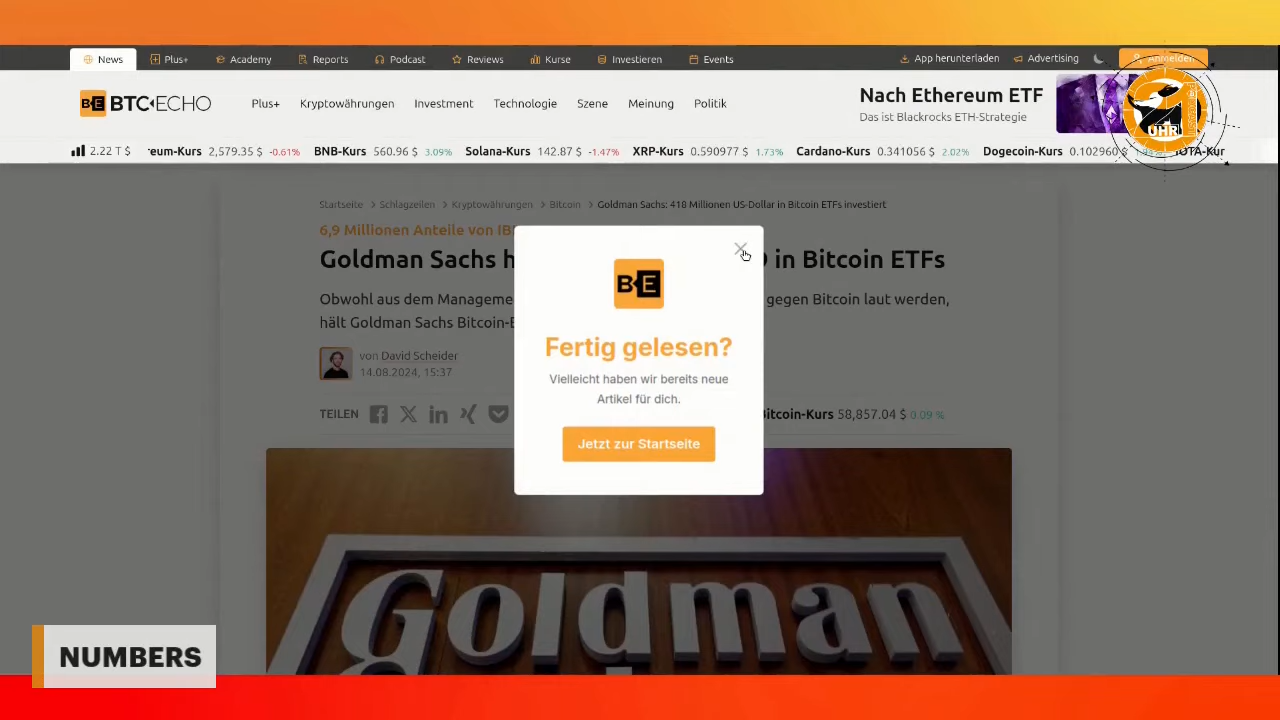 News Plus+ Academy Reports Podcast Reviews Kurse Investieren Events App herunterladen Advertising Anmelden
BE BTC-ECHO Plus+ Kryptowährungen Investment Technologie Szene Meinung Politik
Nach Ethereum ETF
Das ist Blackrocks ETH-Strategie
21 UHR
2.22 T $ eum-Kurs 2,579.35 $ -0.61% BNB-Kurs 560.96 $ 3.09% Solana-Kurs 142.87 $ -1.47% XRP-Kurs 0.590977 $ 1.73% Cardano-Kurs 0.341056 $ 2.02% Dogecoin-Kurs 0.102960 $ IOTA-Kur
Startseite > Schlagzeilen > Kryptowährungen > Bitcoin > Goldman Sachs: 418 Millionen US-Dollar in Bitcoin ETFs investiert
6,9 Millionen Anteile von IB
Goldman Sachs h in Bitcoin ETFs
Obwohl aus dem Manageme gegen Bitcoin laut werden,
hält Goldman Sachs Bitcoin-E
von David Scheider
14.08.2024, 15:37
TEILEN Bitcoin-Kurs 58,857.04 $ 0.09 %
BE
Fertig gelesen?
Vielleicht haben wir bereits neue
Artikel für dich.
Jetzt zur Startseite
Goldman
NUMBERS